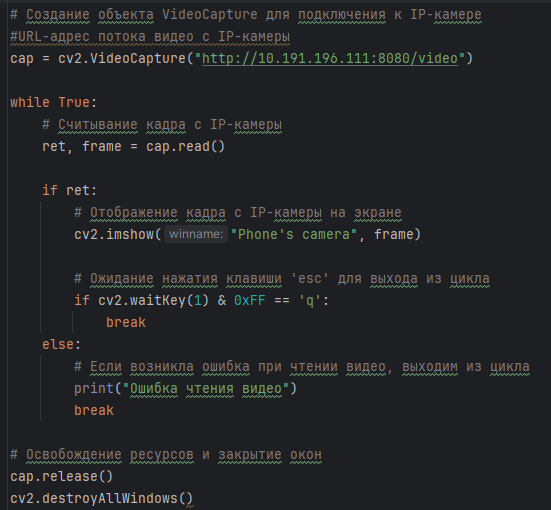 # Создание объекта VideoCapture для подключения к IP-камере
#URL-адрес потока видео с IP-камеры
cap = cv2.VideoCapture("http://10.191.196.111:8080/video")
while True:
# Считывание кадра с IP-камеры
ret, frame = cap.read()
if ret:
# Отображение кадра с IP-камеры на экране
cv2.imshow( winname: "Phone's camera", frame)
# Ожидание нажатия клавиши 'esc' для выхода из цикла
if cv2.waitKey(1) & 0xFF == 'q':
break
else:
# Если возникла ошибка при чтении видео, выходим из цикла
print("Ошибка чтения видео")
break
# Освобождение ресурсов и закрытие окон
cap.release()
cv2.destroyAllWindows()